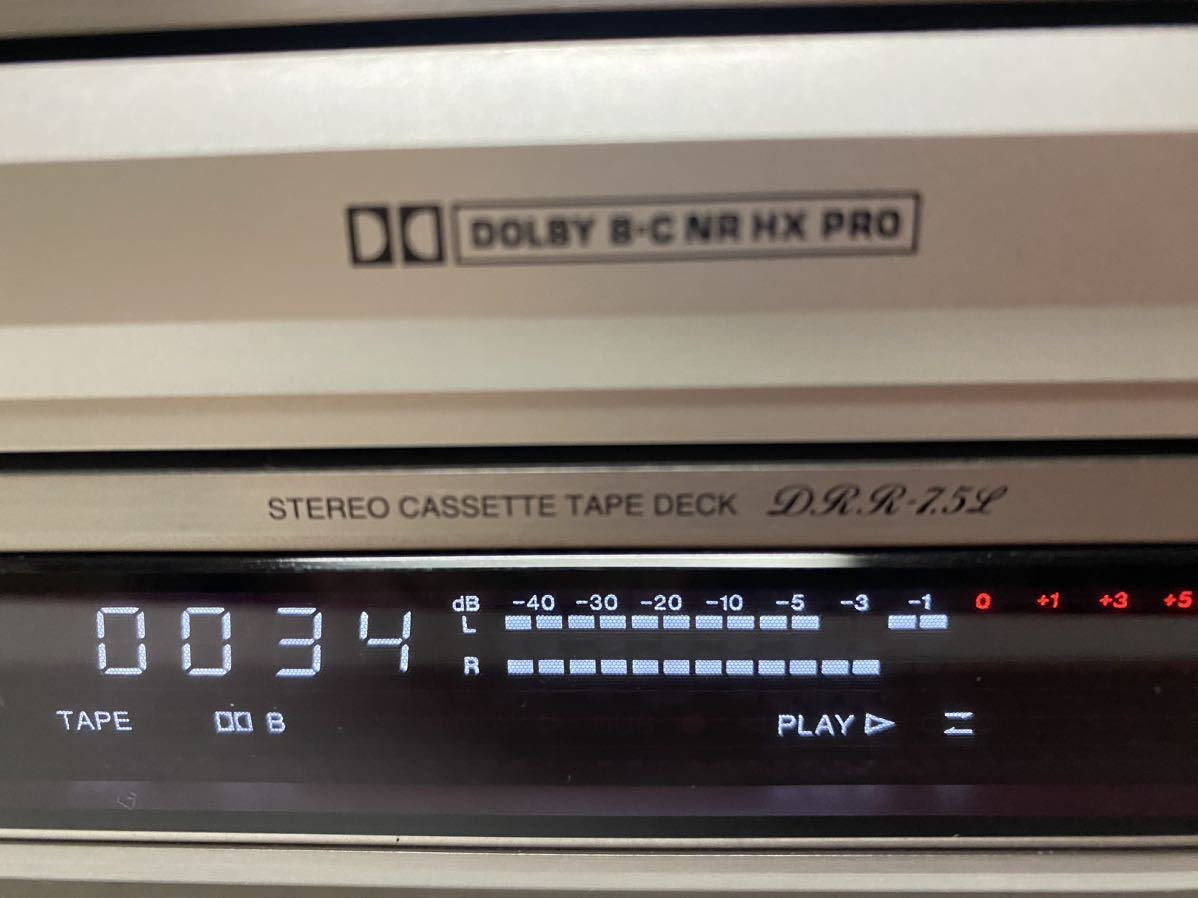 DOLBY B·C NR HX PRO
STEREO CASSETTE TAPE DECK D.R.R-7.5L
0034
dB -40 -30 -20 -10 -5 -3 -1 0 +1 +3 +5
L
R
TAPE B PLAY